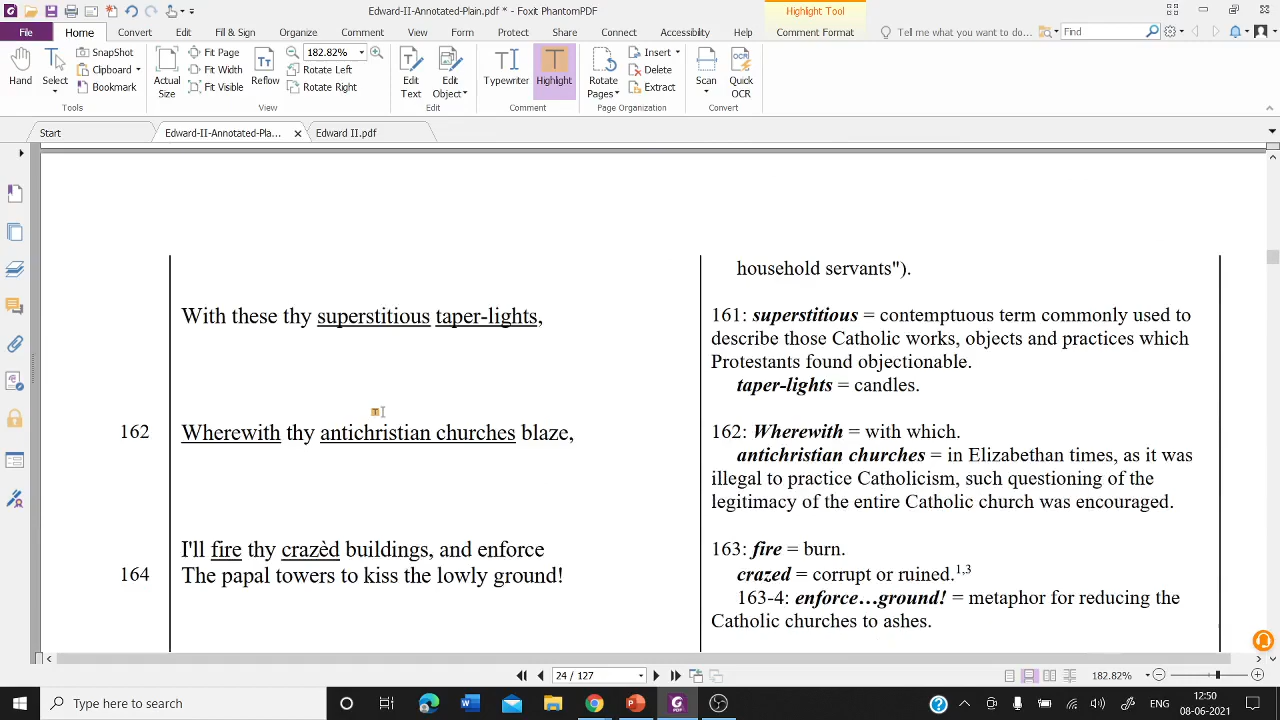 Edward-II-Annotated-Plain.pdf * - Foxit PhantomPDF
Highlight Tool
File Home Convert Edit Fill & Sign Organize Comment View Form Protect Share Connect Accessibility Help Comment Format Tell me what you want to do... Find
Hand
Select
SnapShot
Clipboard
Bookmark
Tools
Actual Size
Fit Page
Fit Width
Fit Visible
Reflow
182.82%
Rotate Left
Rotate Right
View
Edit Text
Edit Object
Edit
Typewriter
Highlight
Comment
Rotate Pages
Insert
Delete
Extract
Page Organization
Scan
Quick OCR
Convert
Start Edward-II-Annotated-Pla... Edward II.pdf
household servants").
With these thy superstitious taper-lights,
161: superstitious = contemptuous term commonly used to
describe those Catholic works, objects and practices which
Protestants found objectionable.
taper-lights = candles.
162 Wherewith thy antichristian churches blaze,
162: Wherewith = with which.
antichristian churches = in Elizabethan times, as it was
illegal to practice Catholicism, such questioning of the
legitimacy of the entire Catholic church was encouraged.
I'll fire thy crazèd buildings, and enforce
164 The papal towers to kiss the lowly ground!
163: fire = burn.
crazed = corrupt or ruined.1,3
163-4: enforce…ground! = metaphor for reducing the
Catholic churches to ashes.
24 / 127
182.82%
Type here to search
ENG
12:50
08-06-2021